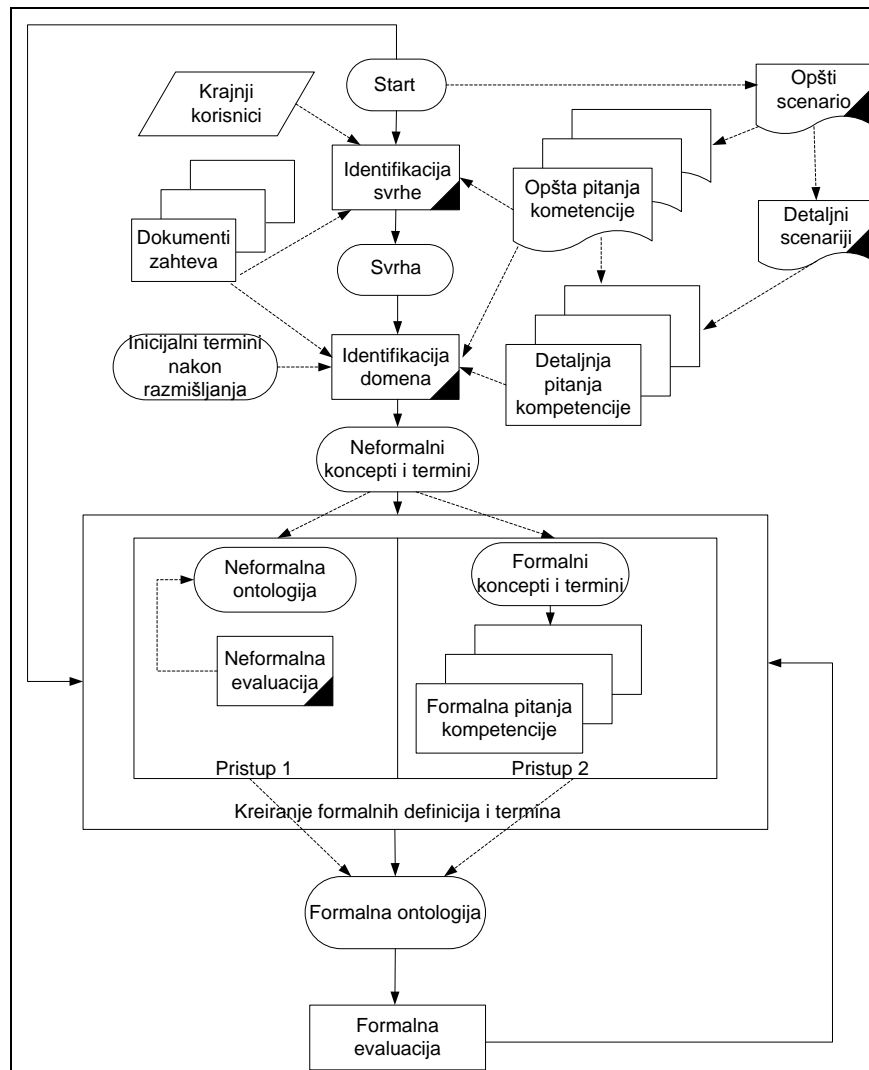 Start
Opšti
scenario
Krajnji
korisnici
Identifikacija
svrhe
Opšta pitanja
kometencije
Detaljni
scenariji
Dokumenti
zahteva
Svrha
Inicijalni termini
nakon
razmišljanja
Identifikacija
domena
Detaljnja
pitanja
kompetencije
Neformalni
koncepti i termini
Neformalna
ontologija
Formalni
koncepti i termini
Neformalna
evaluacija
Formalna pitanja
kompetencije
Pristup 1
Pristup 2
Kreiranje formalnih definicija i termina
Formalna ontologija
Formalna
evaluacija